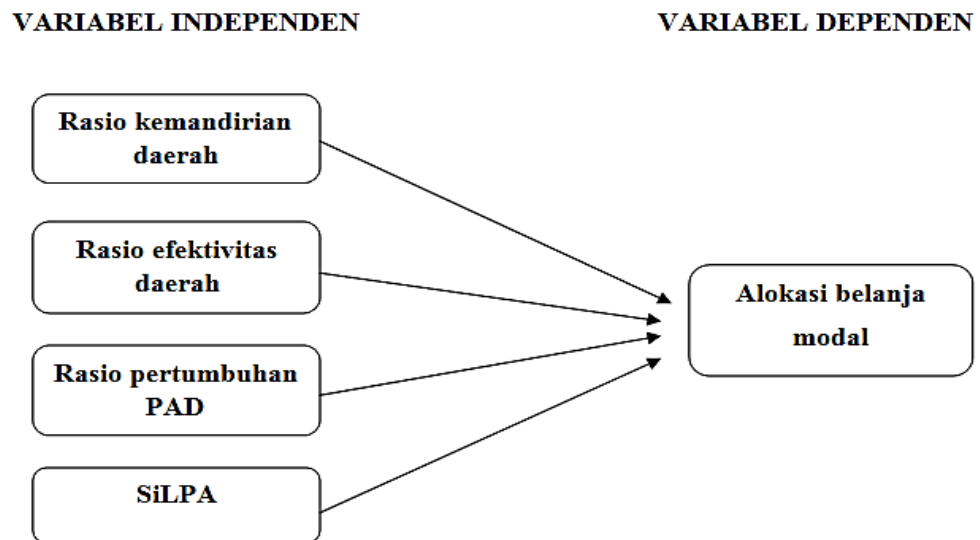 VARIABEL INDEPENDEN
VARIABEL DEPENDEN
Rasio kemandirian
daerah
Rasio efektivitas
daerah
Rasio pertumbuhan
PAD
SiLPA
Alokasi belanja
modal